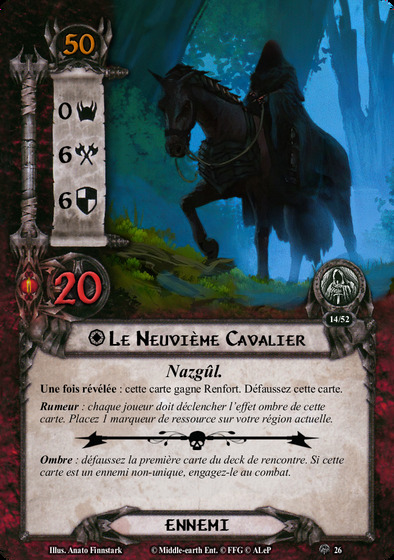 50
0
6
6
20
14/52
Le Neuvième Cavalier
Nazgûl.
Une fois révélée : cette carte gagne Renfort. Défaussez cette carte.
Rumeur : chaque joueur doit déclencher l'effet ombre de cette
carte. Placez 1 marqueur de ressource sur votre région actuelle.
Ombre : défaussez la première carte du deck de rencontre. Si cette
carte est un ennemi non-unique, engagez-le au combat.
ENNEMI
Illus. Anato Finnstark © Middle-earth Ent. © FFG © ALeP 26